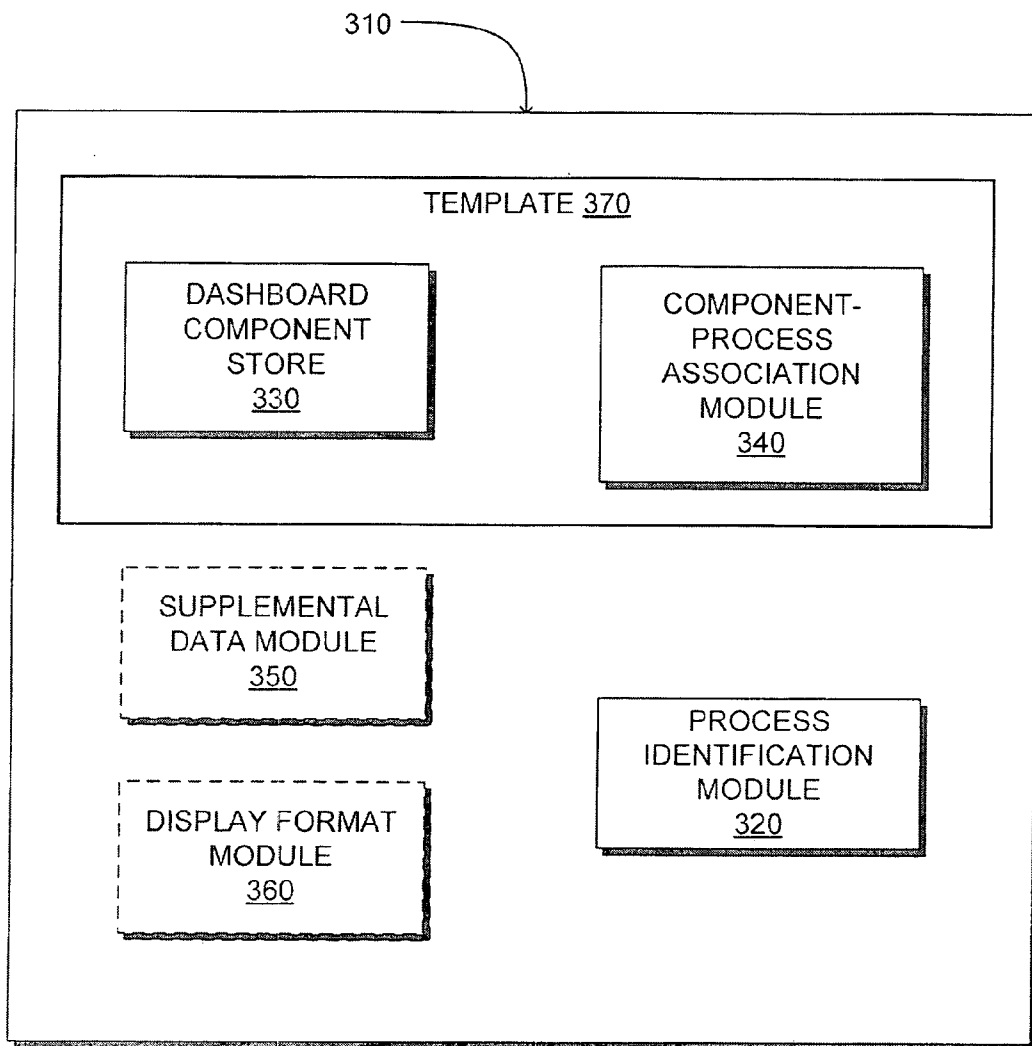 310
TEMPLATE 370
DASHBOARD
COMPONENT
STORE
330
COMPONENT-
PROCESS
ASSOCIATION
MODULE
340
SUPPLEMENTAL
DATA MODULE
350
PROCESS
IDENTIFICATION
MODULE
320
DISPLAY FORMAT
MODULE
360